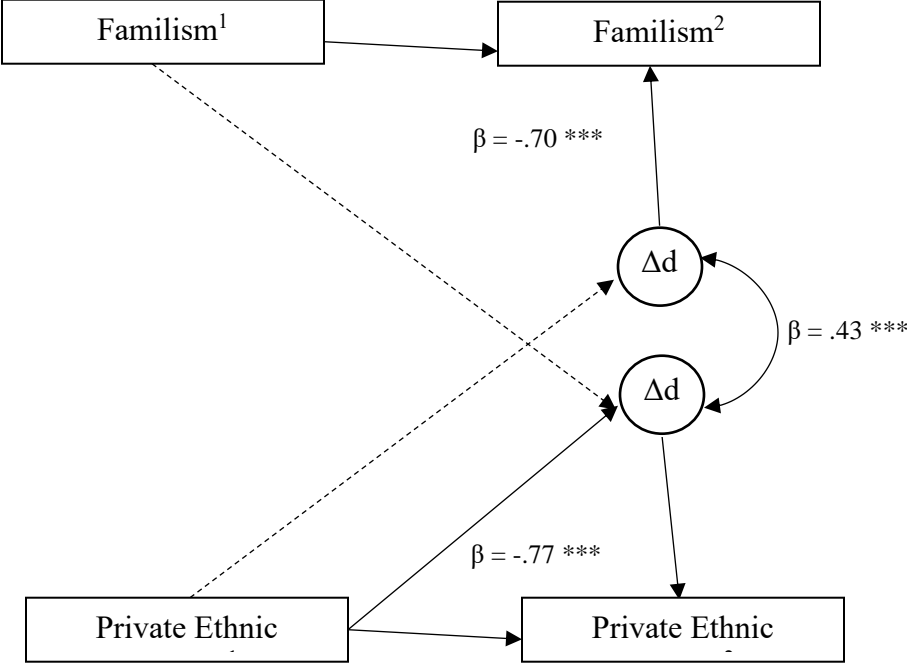 Familism¹
Familism²
β = -.70 ***
Δd
β = .43 ***
Δd
β = -.77 ***
Private Ethnic
Private Ethnic